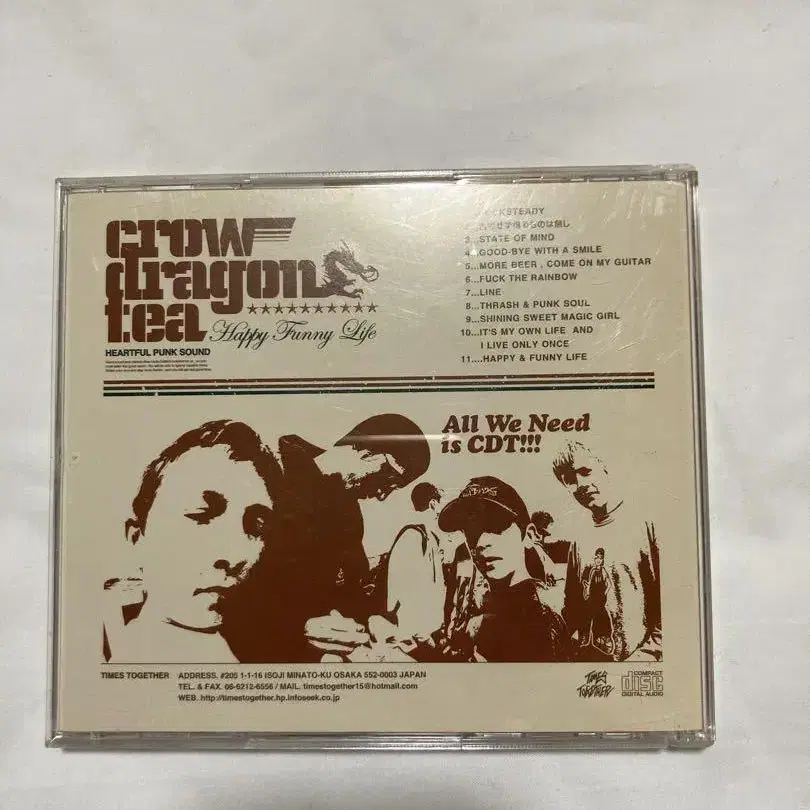 crow
dragon
tea
Happy Funny Life
HEARTFUL PUNK SOUND
STEADY
3...STATE OF MIND
4...GOOD-BYE WITH A SMILE
5...MORE BEER , COME ON MY GUITAR
6...FUCK THE RAINBOW
7...LINE
8...THRASH & PUNK SOUL
9...SHINING SWEET MAGIC GIRL
10...IT'S MY OWN LIFE AND
I LIVE ONLY ONCE
11....HAPPY & FUNNY LIFE
All We Need
is CDT!!!
TIMES TOGETHER ADDRESS. #205 1-1-16 ISOJI MINATO-KU OSAKA 552-0003 JAPAN
TEL. & FAX. 06-6212-6556 / MAIL. timestogether15@hotmail.com
WEB. http://timestogether.hp.infoseek.co.jp
TIMES
TOGETHER
COMPACT
disc
DIGITAL AUDIO